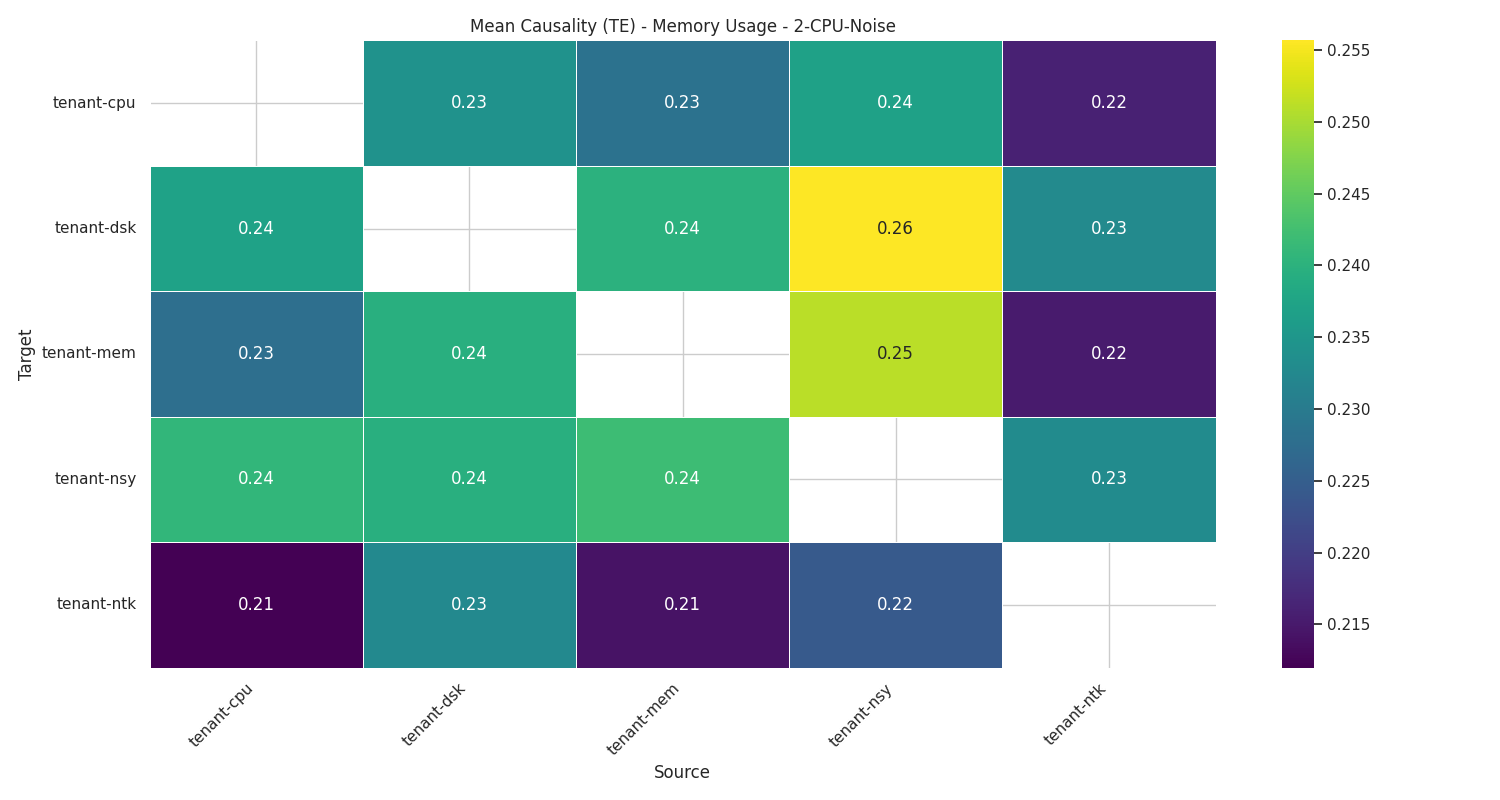 Mean Causality (TE) - Memory Usage - 2-CPU-Noise
tenant-cpu 0.23 0.23 0.24 0.22
tenant-dsk 0.24 0.24 0.26 0.23
tenant-mem 0.23 0.24 0.25 0.22
tenant-nsy 0.24 0.24 0.24 0.23
tenant-ntk 0.21 0.23 0.21 0.22
Target
tenant-cpu tenant-dsk tenant-mem tenant-nsy tenant-ntk
Source
0.255
0.250
0.245
0.240
0.235
0.230
0.225
0.220
0.215